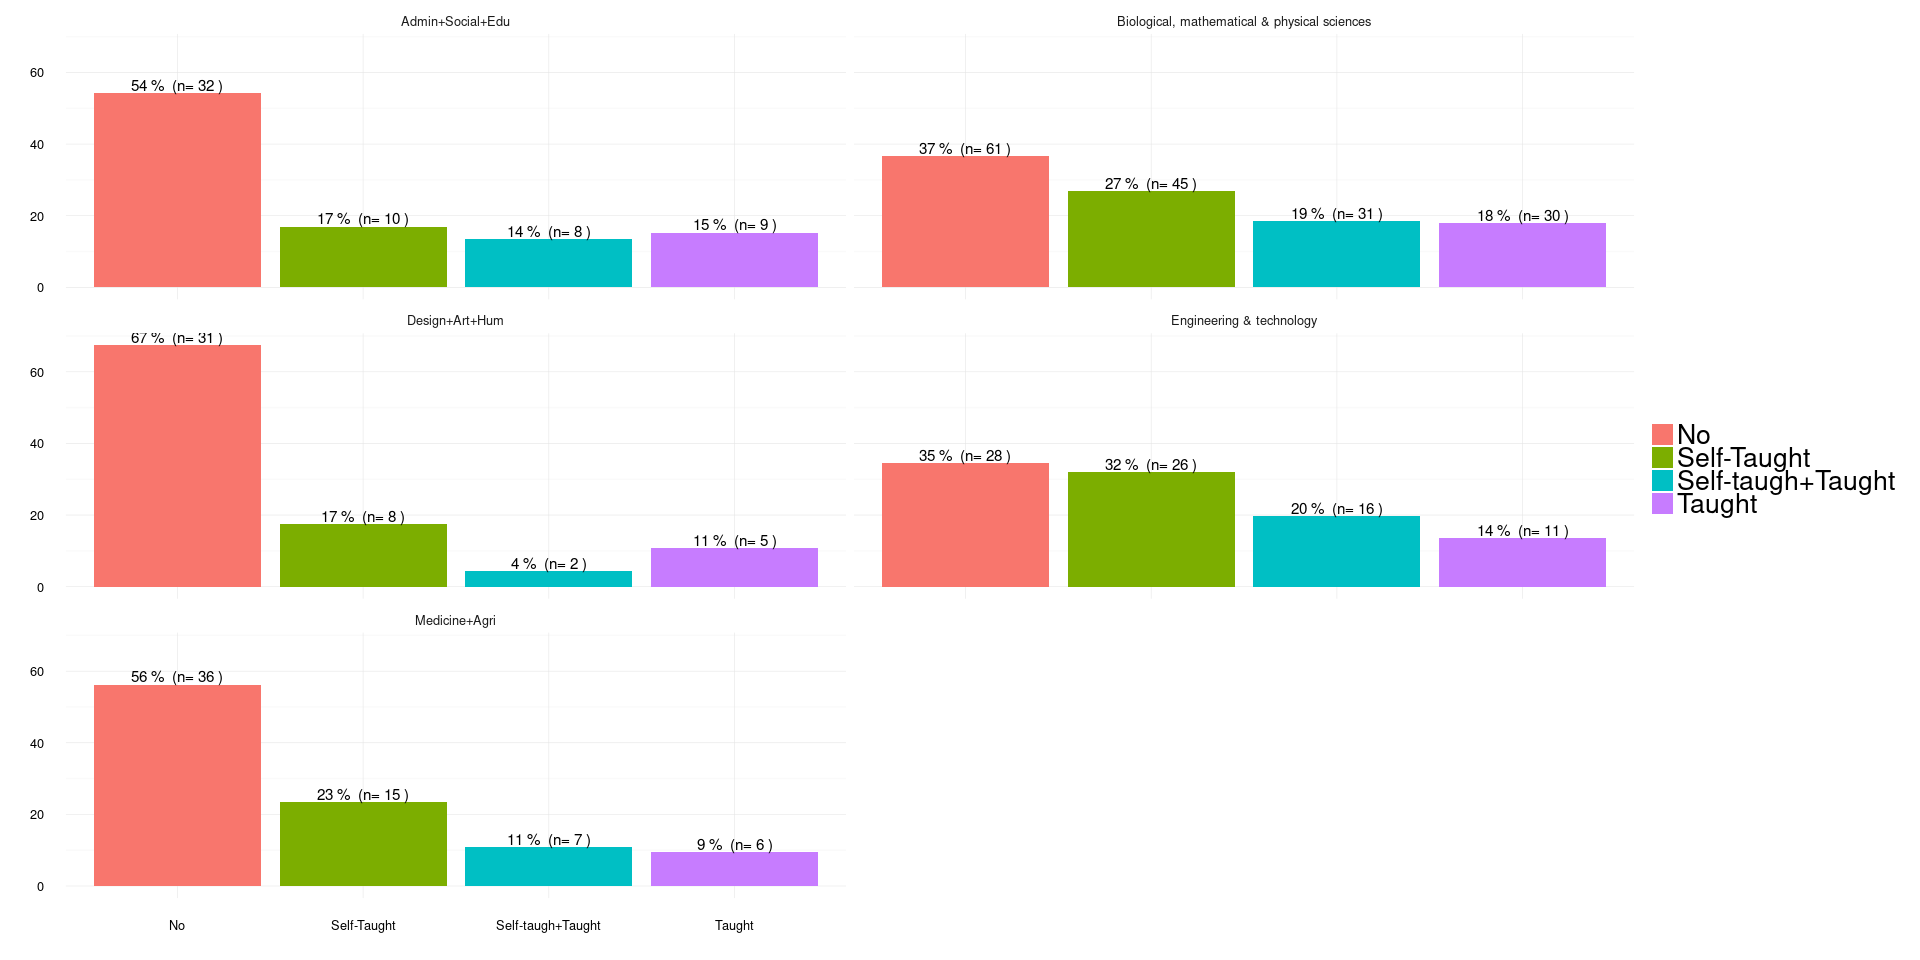 Admin+Social+Edu
60
40
20
0
54 % (n= 32 )
17 % (n= 10 )
14 % (n= 8 )
15 % (n= 9 )
Biological, mathematical & physical sciences
37 % (n= 61 )
27 % (n= 45 )
19 % (n= 31 )
18 % (n= 30 )
Design+Art+Hum
60
40
20
0
67 % (n= 31 )
17 % (n= 8 )
4 % (n= 2 )
11 % (n= 5 )
Engineering & technology
35 % (n= 28 )
32 % (n= 26 )
20 % (n= 16 )
14 % (n= 11 )
Medicine+Agri
60
40
20
0
56 % (n= 36 )
23 % (n= 15 )
11 % (n= 7 )
9 % (n= 6 )
No
Self-Taught
Self-taugh+Taught
Taught
No
Self-Taught
Self-taugh+Taught
Taught